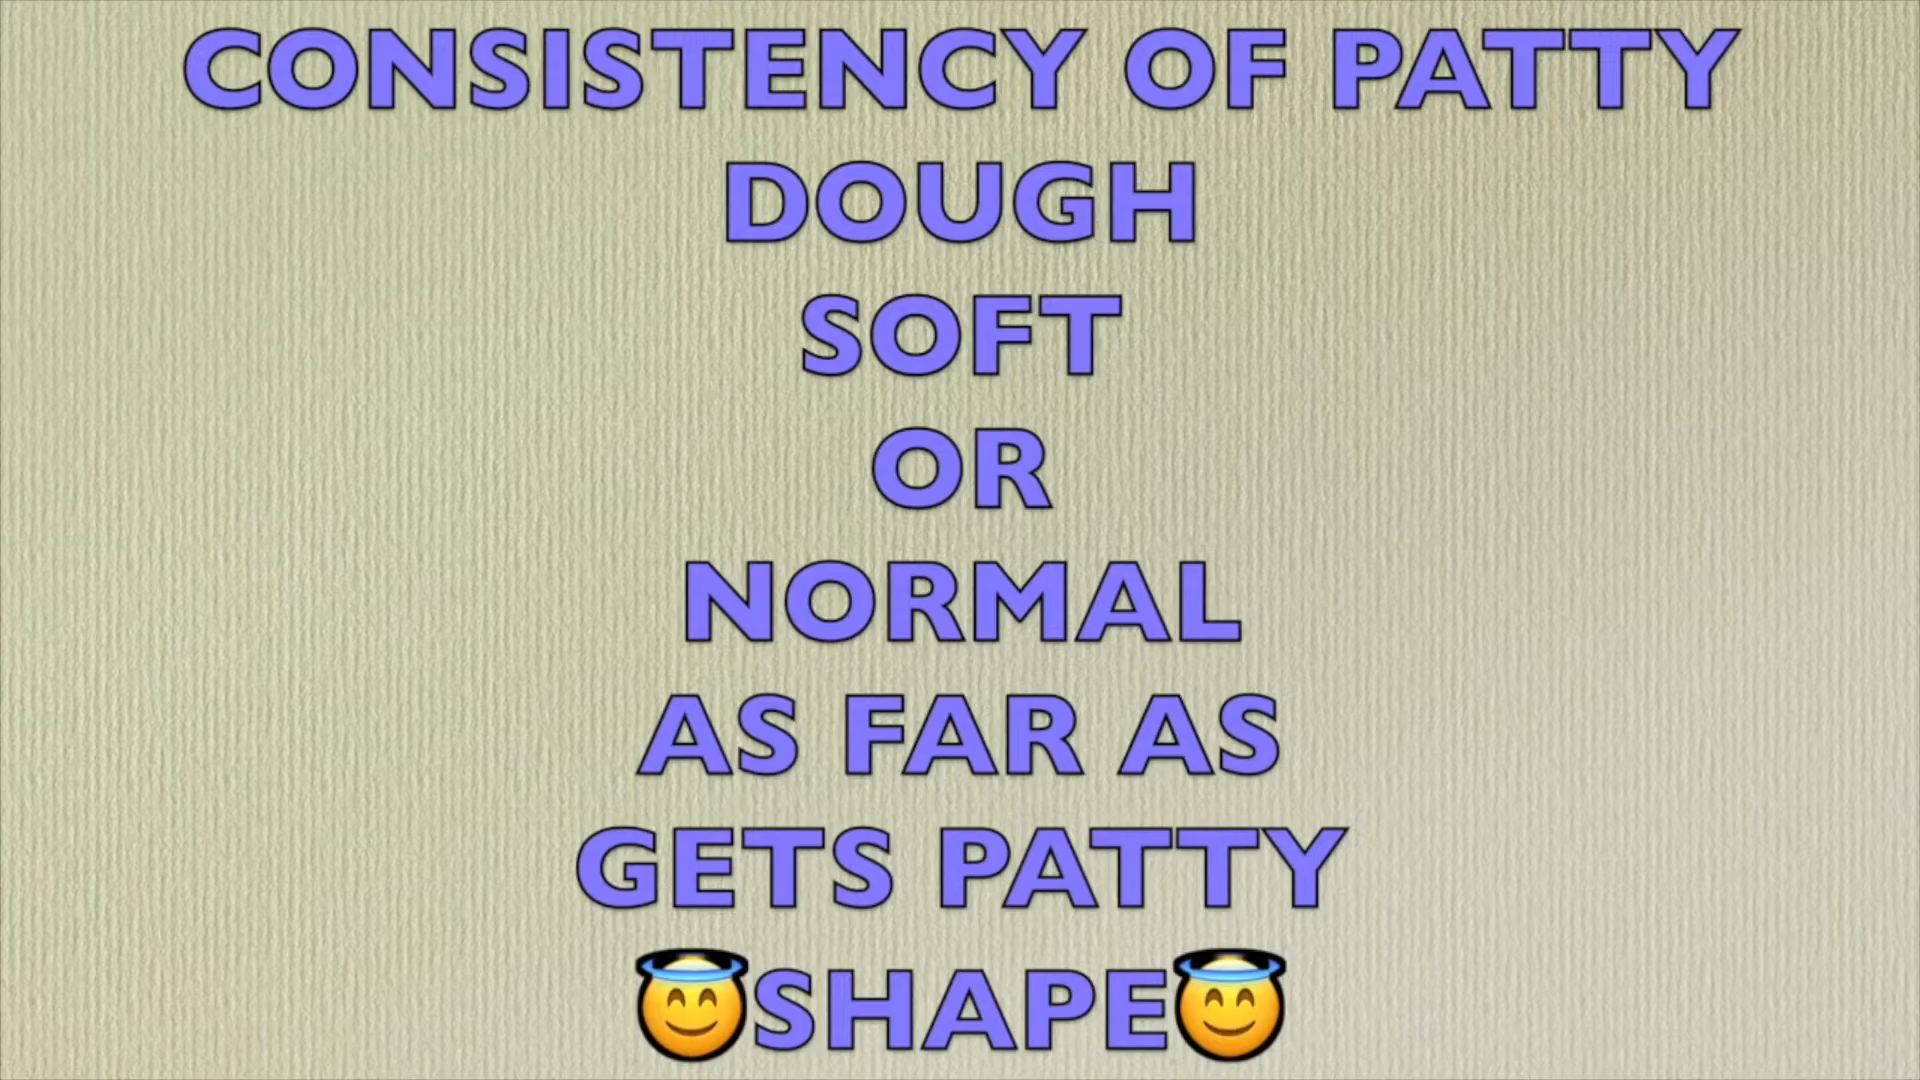 CONSISTENCY OF PATTY
DOUGH
SOFT
OR
NORMAL
AS FAR AS
GETS PATTY
😇SHAPE😇